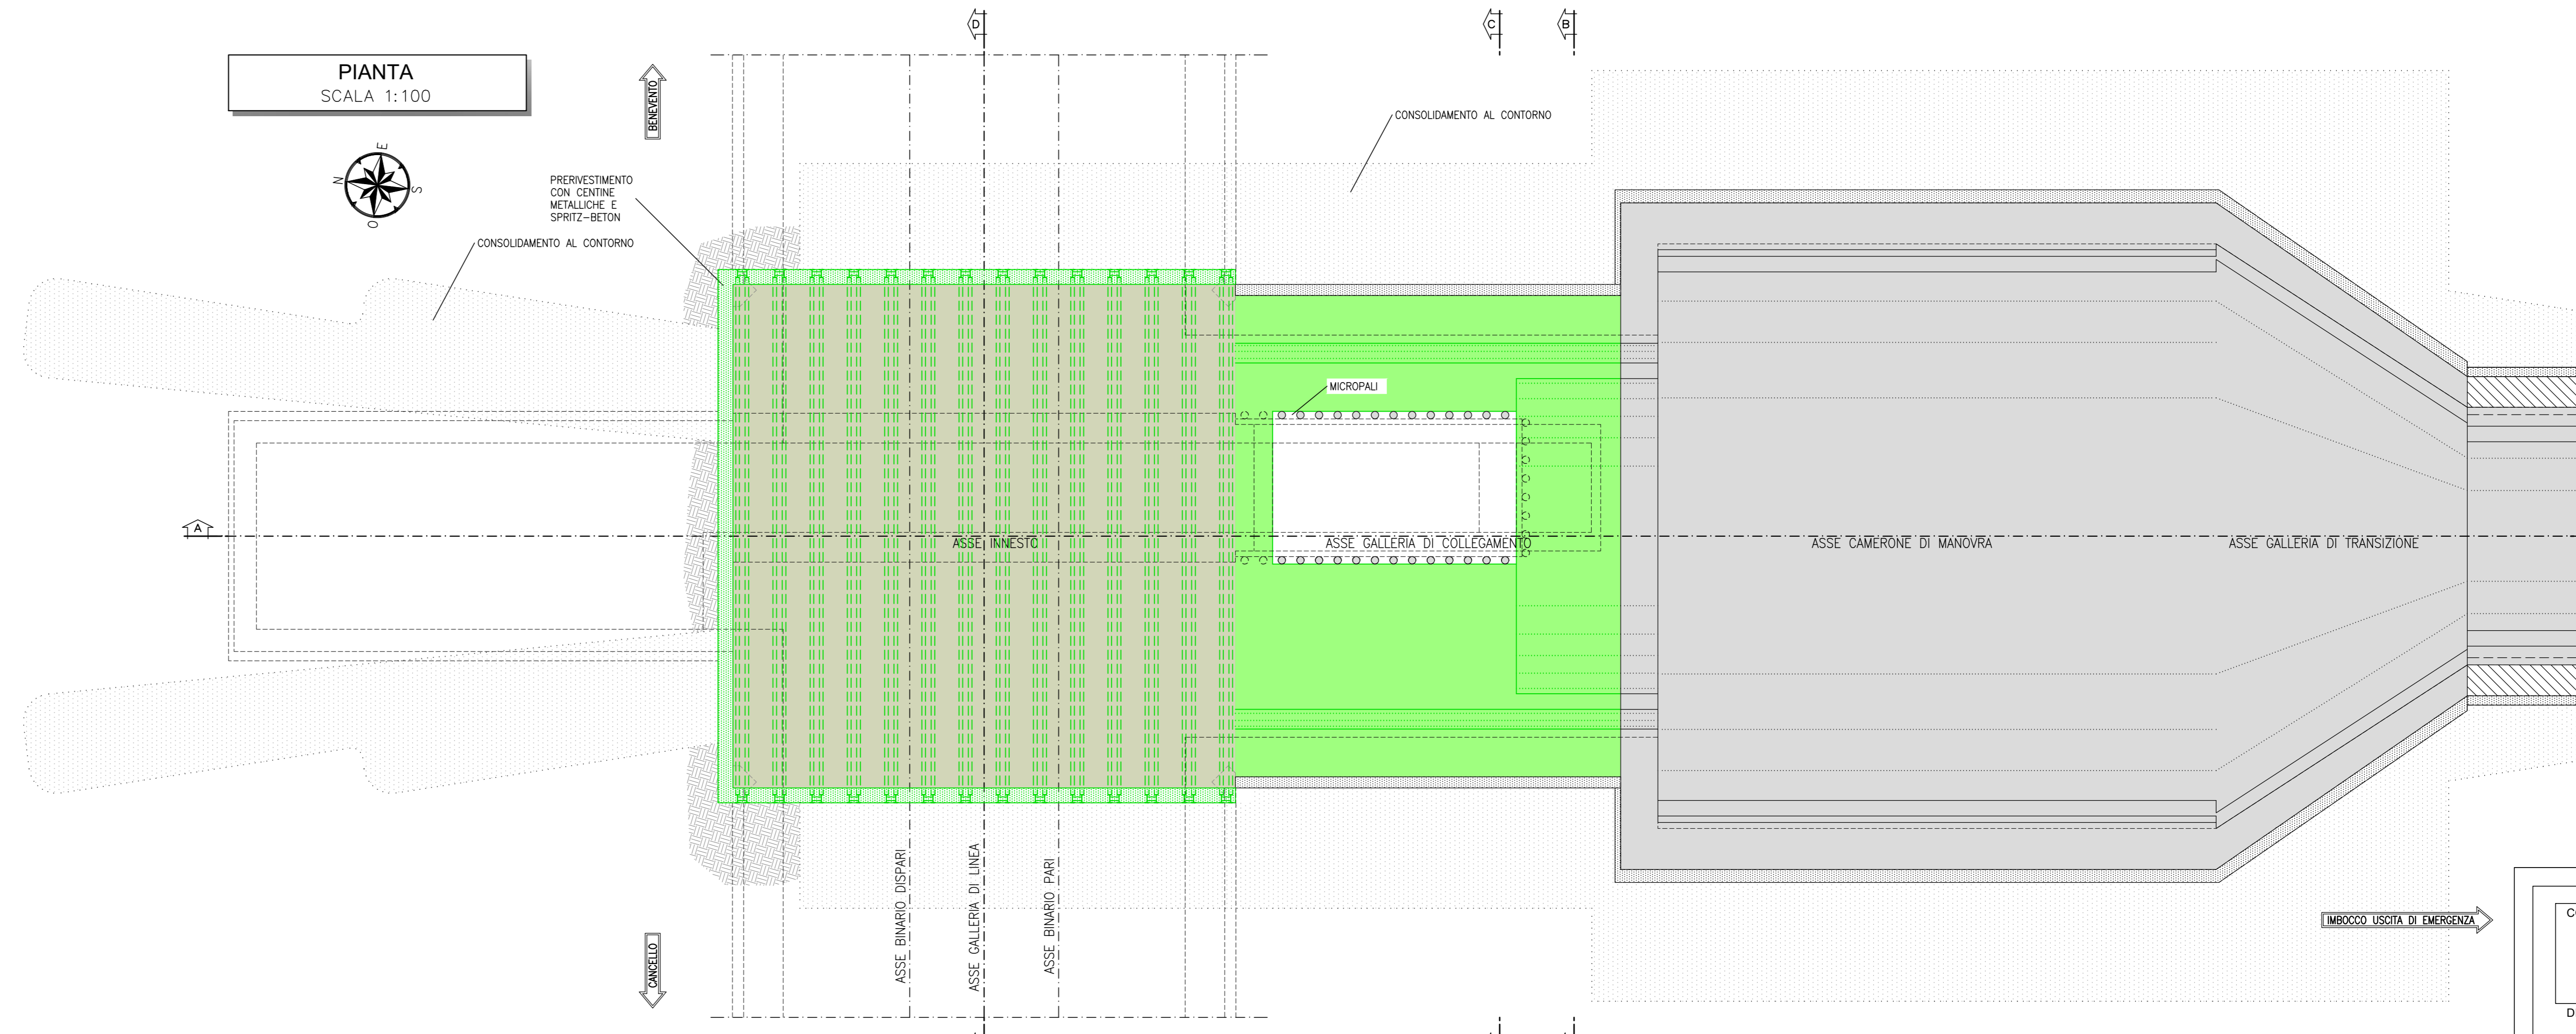 D
C
B
PIANTA
SCALA 1:100
BENEVENTO
CONSOLIDAMENTO AL CONTORNO
N
E
S
O
PRERIVESTIMENTO
CON CENTINE
METALLICHE E
SPRITZ-BETON
CONSOLIDAMENTO AL CONTORNO
MICROPALI
A
ASSE INNESTO
ASSE GALLERIA DI COLLEGAMENTO
ASSE CAMERONE DI MANOVRA
ASSE GALLERIA DI TRANSIZIONE
ASSE BINARIO DISPARI
ASSE GALLERIA DI LINEA
ASSE BINARIO PARI
CANCELLO
IMBOCCO USCITA DI EMERGENZA